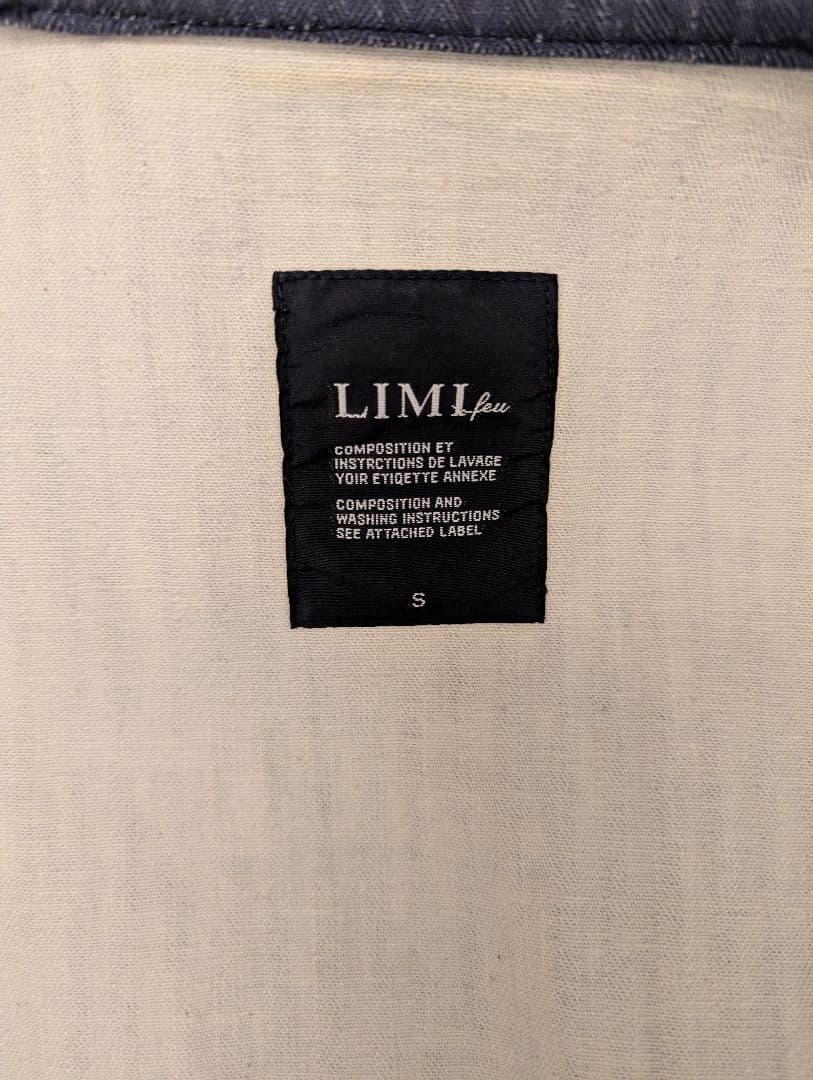 LIMI feu
COMPOSITION ET
INSTRCTIONS DE LAVAGE
YOIR ETIQETTE ANNEXE
COMPOSITION AND
WASHING INSTRUCTIONS
SEE ATTACHED LABEL
S